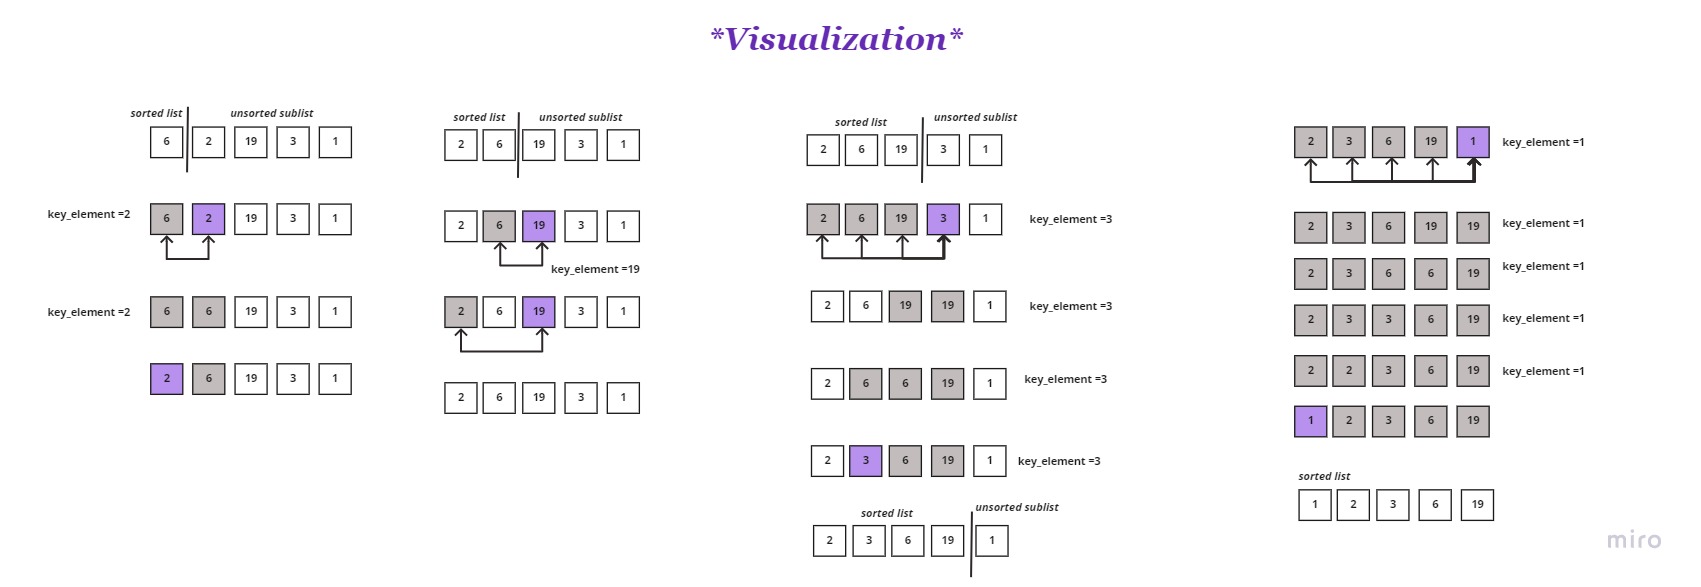 *Visualization*
sorted list unsorted sublist
6 2 19 3 1
key_element =2 6 2 19 3 1
key_element =2 6 6 19 3 1
2 6 19 3 1
sorted list unsorted sublist
2 6 19 3 1
2 6 19 3 1
key_element =19
2 6 19 3 1
2 6 19 3 1
sorted list unsorted sublist
2 6 19 3 1
2 6 19 3 1 key_element =3
2 6 19 19 1 key_element =3
2 6 6 19 1 key_element =3
2 3 6 19 1 key_element =3
sorted list unsorted sublist
2 3 6 19 1
2 3 6 19 1 key_element =1
2 3 6 19 19 key_element =1
2 3 6 6 19 key_element =1
2 3 3 6 19 key_element =1
2 2 3 6 19 key_element =1
1 2 3 6 19
sorted list
1 2 3 6 19
miro